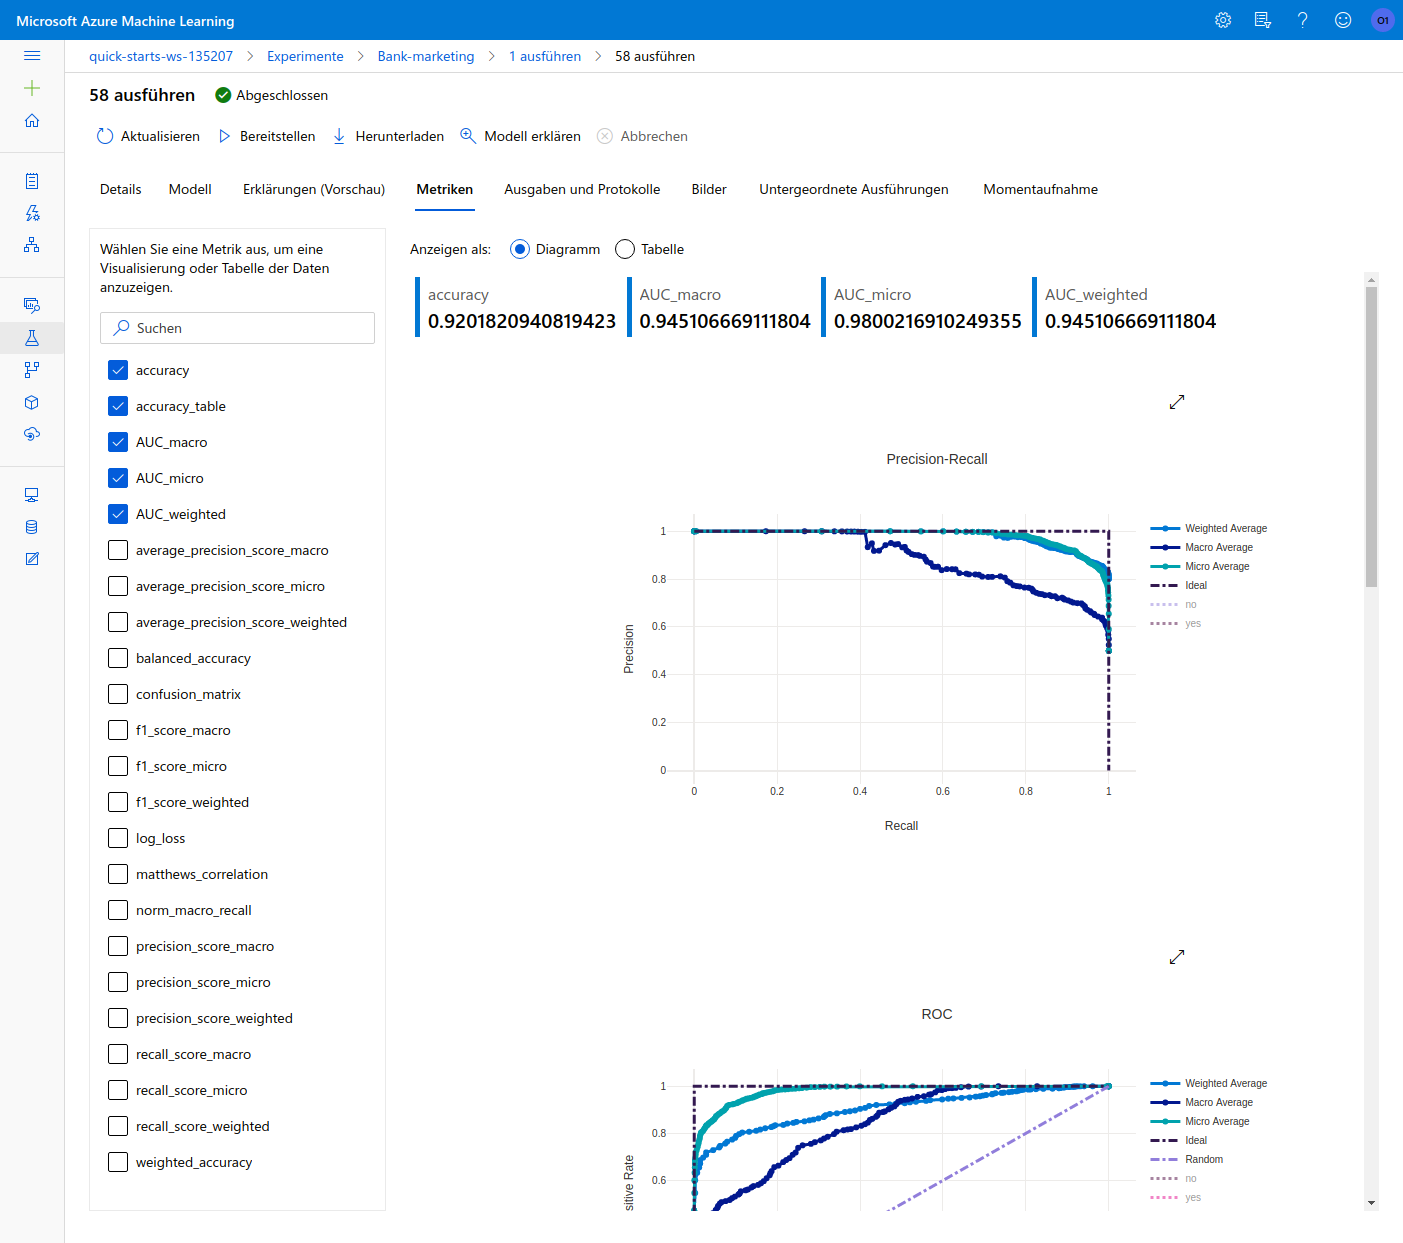 Microsoft Azure Machine Learning
O1
quick-starts-ws-135207 > Experimente > Bank-marketing > 1 ausführen > 58 ausführen
58 ausführen
Abgeschlossen
Aktualisieren
Bereitstellen
Herunterladen
Modell erklären
Abbrechen
Details
Modell
Erklärungen (Vorschau)
Metriken
Ausgaben und Protokolle
Bilder
Untergeordnete Ausführungen
Momentaufnahme
Wählen Sie eine Metrik aus, um eine
Visualisierung oder Tabelle der Daten
anzuzeigen.
Suchen
accuracy
accuracy_table
AUC_macro
AUC_micro
AUC_weighted
average_precision_score_macro
average_precision_score_micro
average_precision_score_weighted
balanced_accuracy
confusion_matrix
f1_score_macro
f1_score_micro
f1_score_weighted
log_loss
matthews_correlation
norm_macro_recall
precision_score_macro
precision_score_micro
precision_score_weighted
recall_score_macro
recall_score_micro
recall_score_weighted
weighted_accuracy
Anzeigen als:
Diagramm
Tabelle
accuracy
0.9201820940819423
AUC_macro
0.945106669111804
AUC_micro
0.9800216910249355
AUC_weighted
0.945106669111804
Precision-Recall
1
0.8
0.6
0.4
0.2
0
Precision
0 0.2 0.4 0.6 0.8 1
Recall
Weighted Average
Macro Average
Micro Average
Ideal
no
yes
ROC
1
0.8
0.6
sitive Rate
Weighted Average
Macro Average
Micro Average
Ideal
Random
no
yes